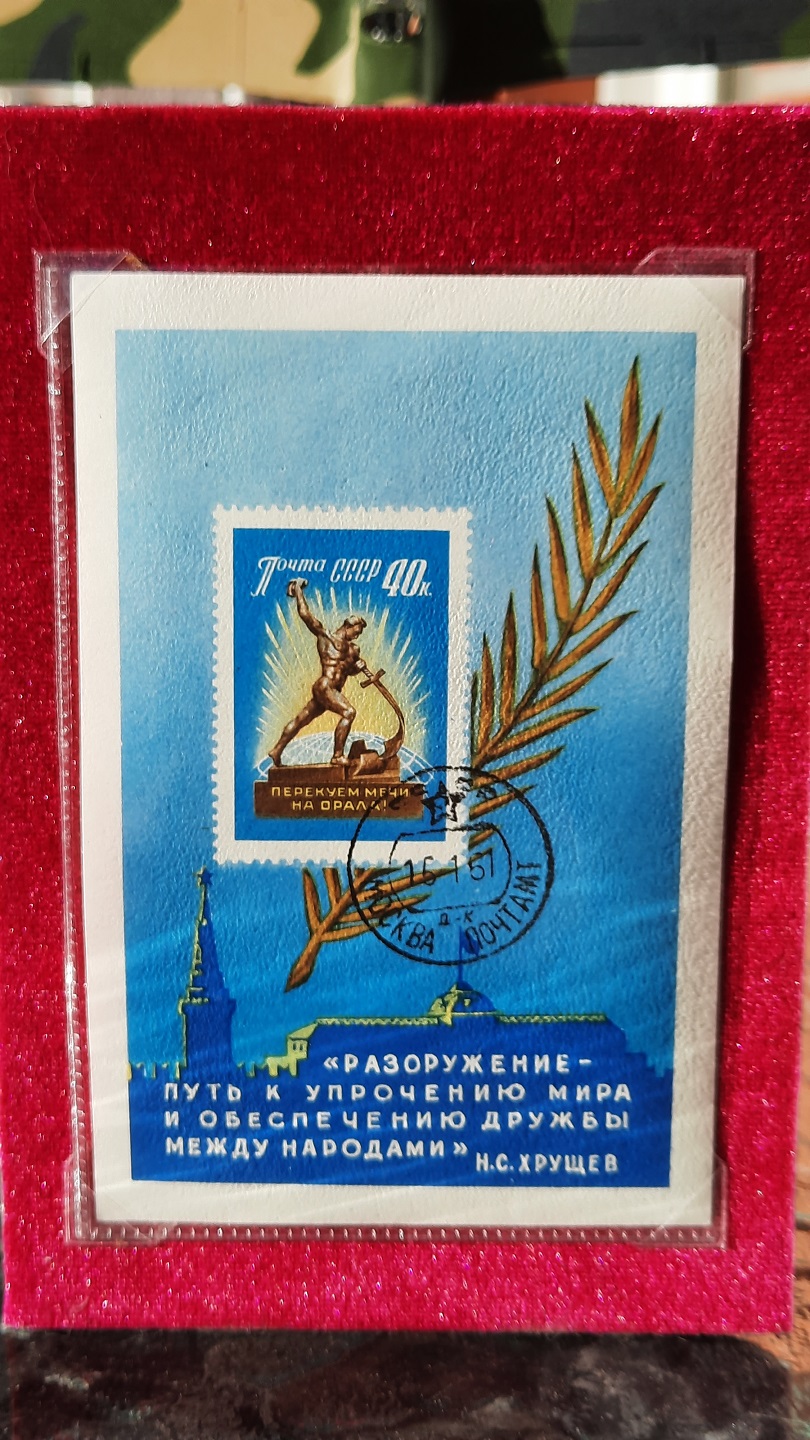 Почта СССР 40к.
ПЕРЕКУЕМ МЕЧИ
НА ОРАЛА!
16 1 61
МОСКВА ПОЧТАМТ
д-к
«РАЗОРУЖЕНИЕ-
ПУТЬ К УПРОЧЕНИЮ МИРА
И ОБЕСПЕЧЕНИЮ ДРУЖБЫ
МЕЖДУ НАРОДАМИ»
Н.С.ХРУЩЕВ